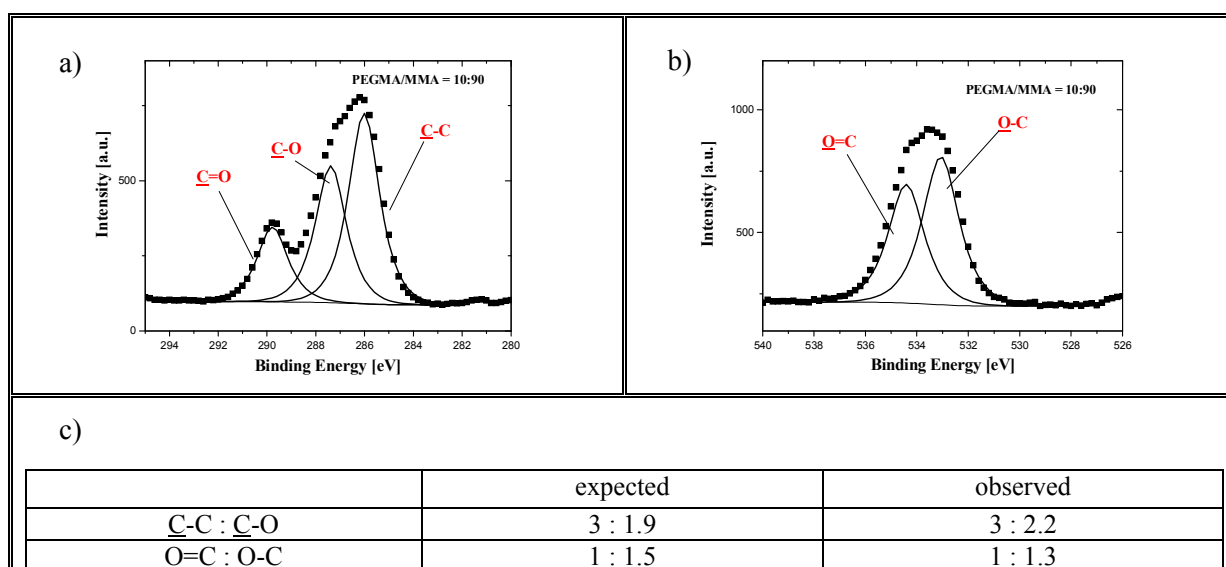 a)
PEGMA/MMA = 10:90
C-C
C-O
C=O
Intensity [a.u.]
500
0
294 292 290 288 286 284 282 280
Binding Energy [eV]
b)
PEGMA/MMA = 10:90
O-C
O=C
Intensity [a.u.]
1000
500
540 538 536 534 532 530 528 526
Binding Energy [eV]
c)
expected observed
C-C : C-O 3 : 1.9 3 : 2.2
O=C : O-C 1 : 1.5 1 : 1.3